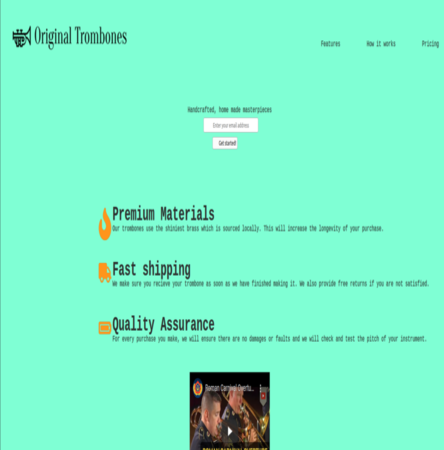 Original Trombones
Features How it works Pricing
Handcrafted, home made masterpieces
Enter your email address
Get started!
Premium Materials
Our trombones use the shiniest brass which is sourced locally. This will increase the longevity of your purchase.
Fast shipping
We make sure you recieve your trombone as soon as we have finished making it. We also provide free returns if you are not satisfied.
Quality Assurance
For every purchase you make, we will ensure there are no damages or faults and we will check and test the pitch of your instrument.
Roman Carnival Overtu...
ROMAN CARNIVAL OVERTURE